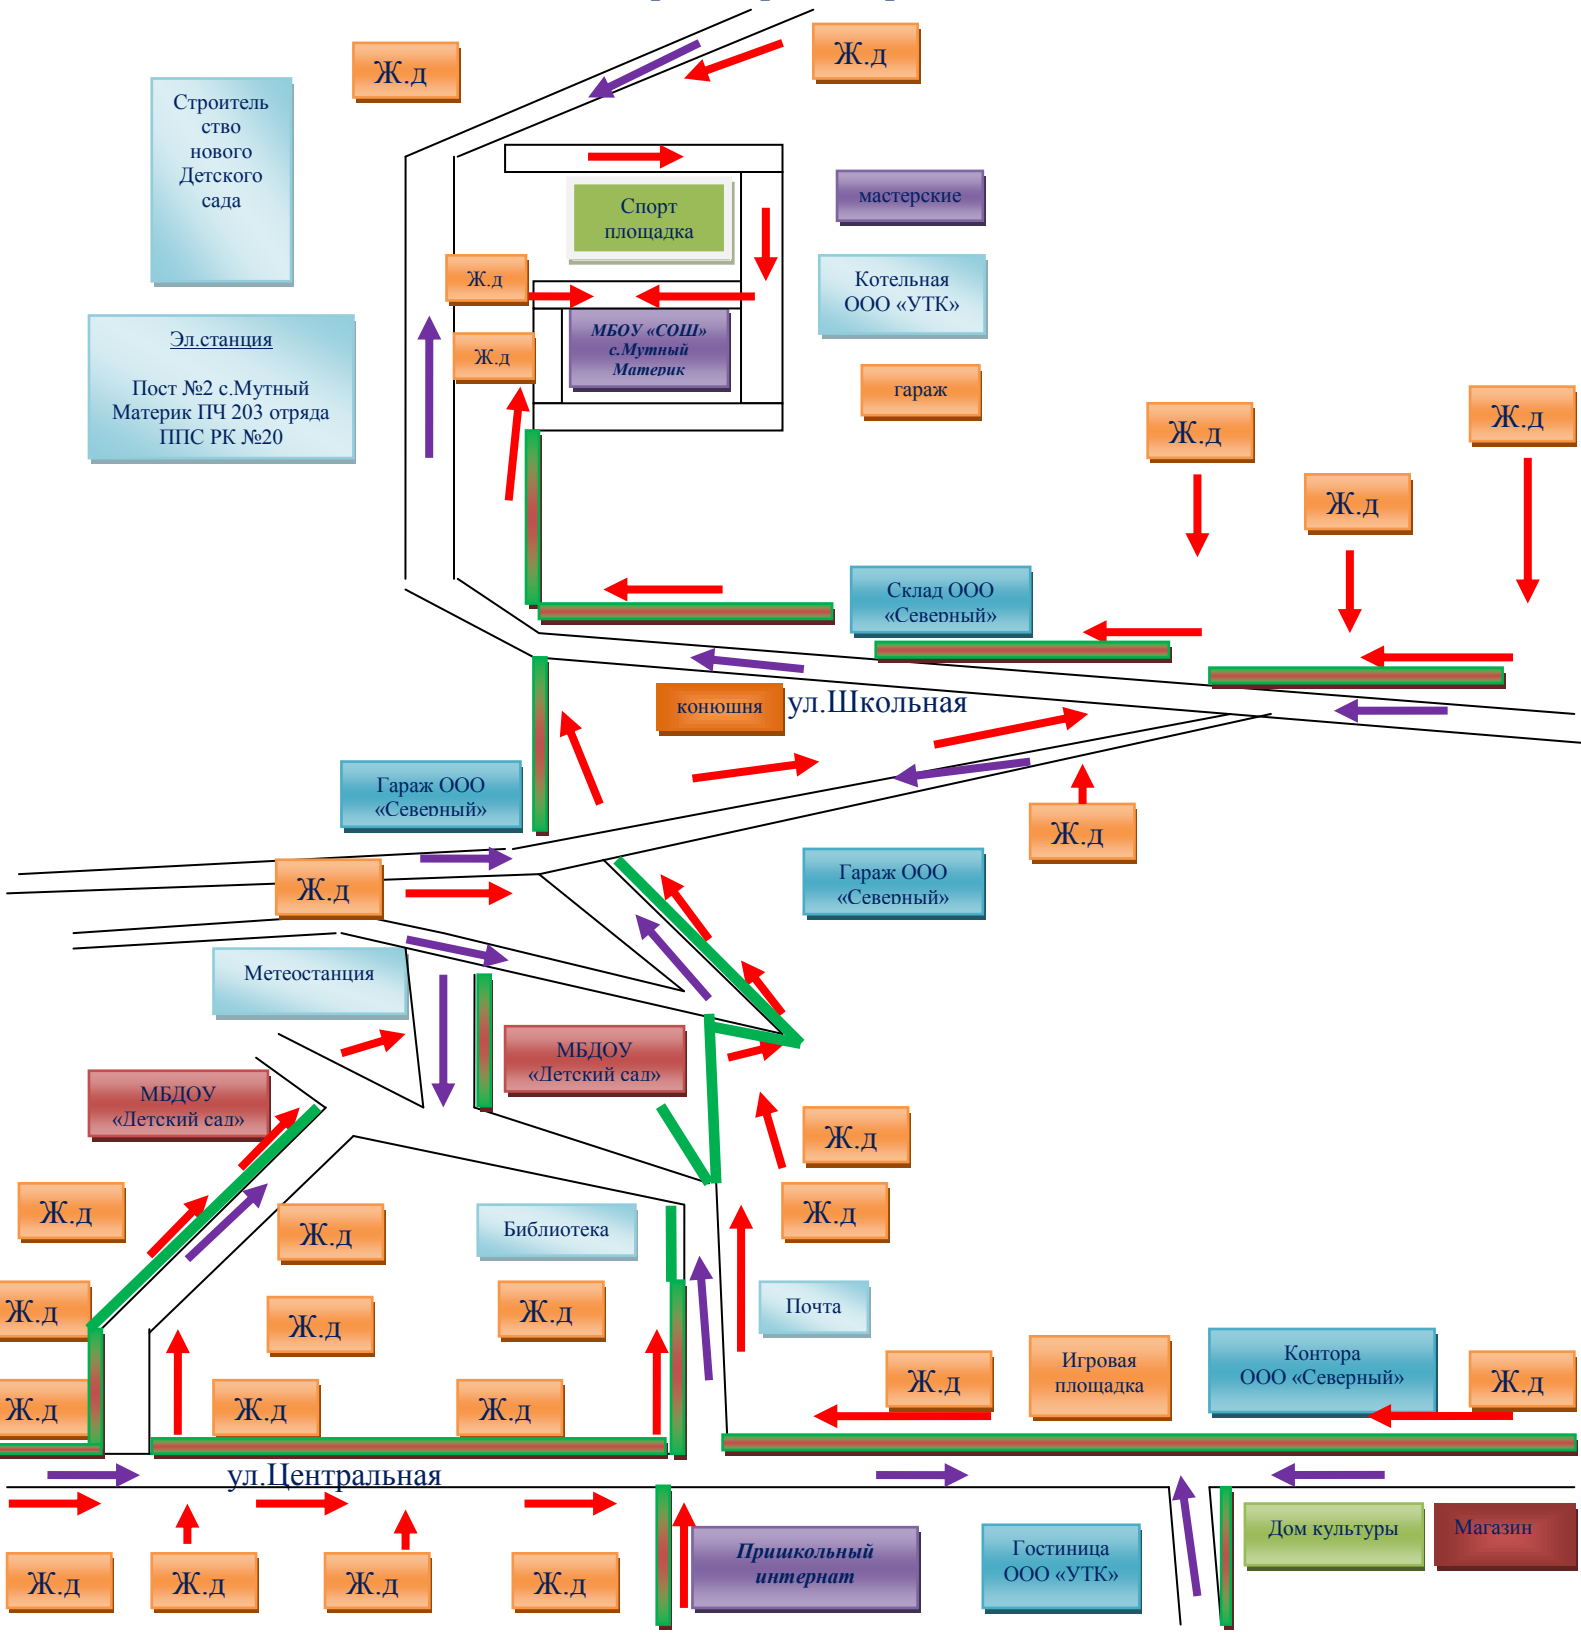 Ж.д
Ж.д
Строитель
ство
нового
Детского
сада
мастерские
Спорт
площадка
Ж.д
Котельная
ООО «УТК»
Эл.станция
Пост №2 с.Мутный
Материк ПЧ 203 отряда
ППС РК №20
Ж.д
МБОУ «СОШ»
с.Мутный
Материк
гараж
Ж.д
Ж.д
Ж.д
Склад ООО
«Северный»
конюшня
ул.Школьная
Гараж ООО
«Северный»
Ж.д
Ж.д
Гараж ООО
«Северный»
Метеостанция
МБДОУ
«Детский сад»
МБДОУ
«Детский сад»
Ж.д
Ж.д
Ж.д
Библиотека
Ж.д
Ж.д
Ж.д
Ж.д
Почта
Ж.д
Ж.д
Ж.д
Ж.д
Игровая
площадка
Контора
ООО «Северный»
Ж.д
ул.Центральная
Ж.д
Ж.д
Ж.д
Ж.д
Пришкольный
интернат
Гостиница
ООО «УТК»
Дом культуры
Магазин